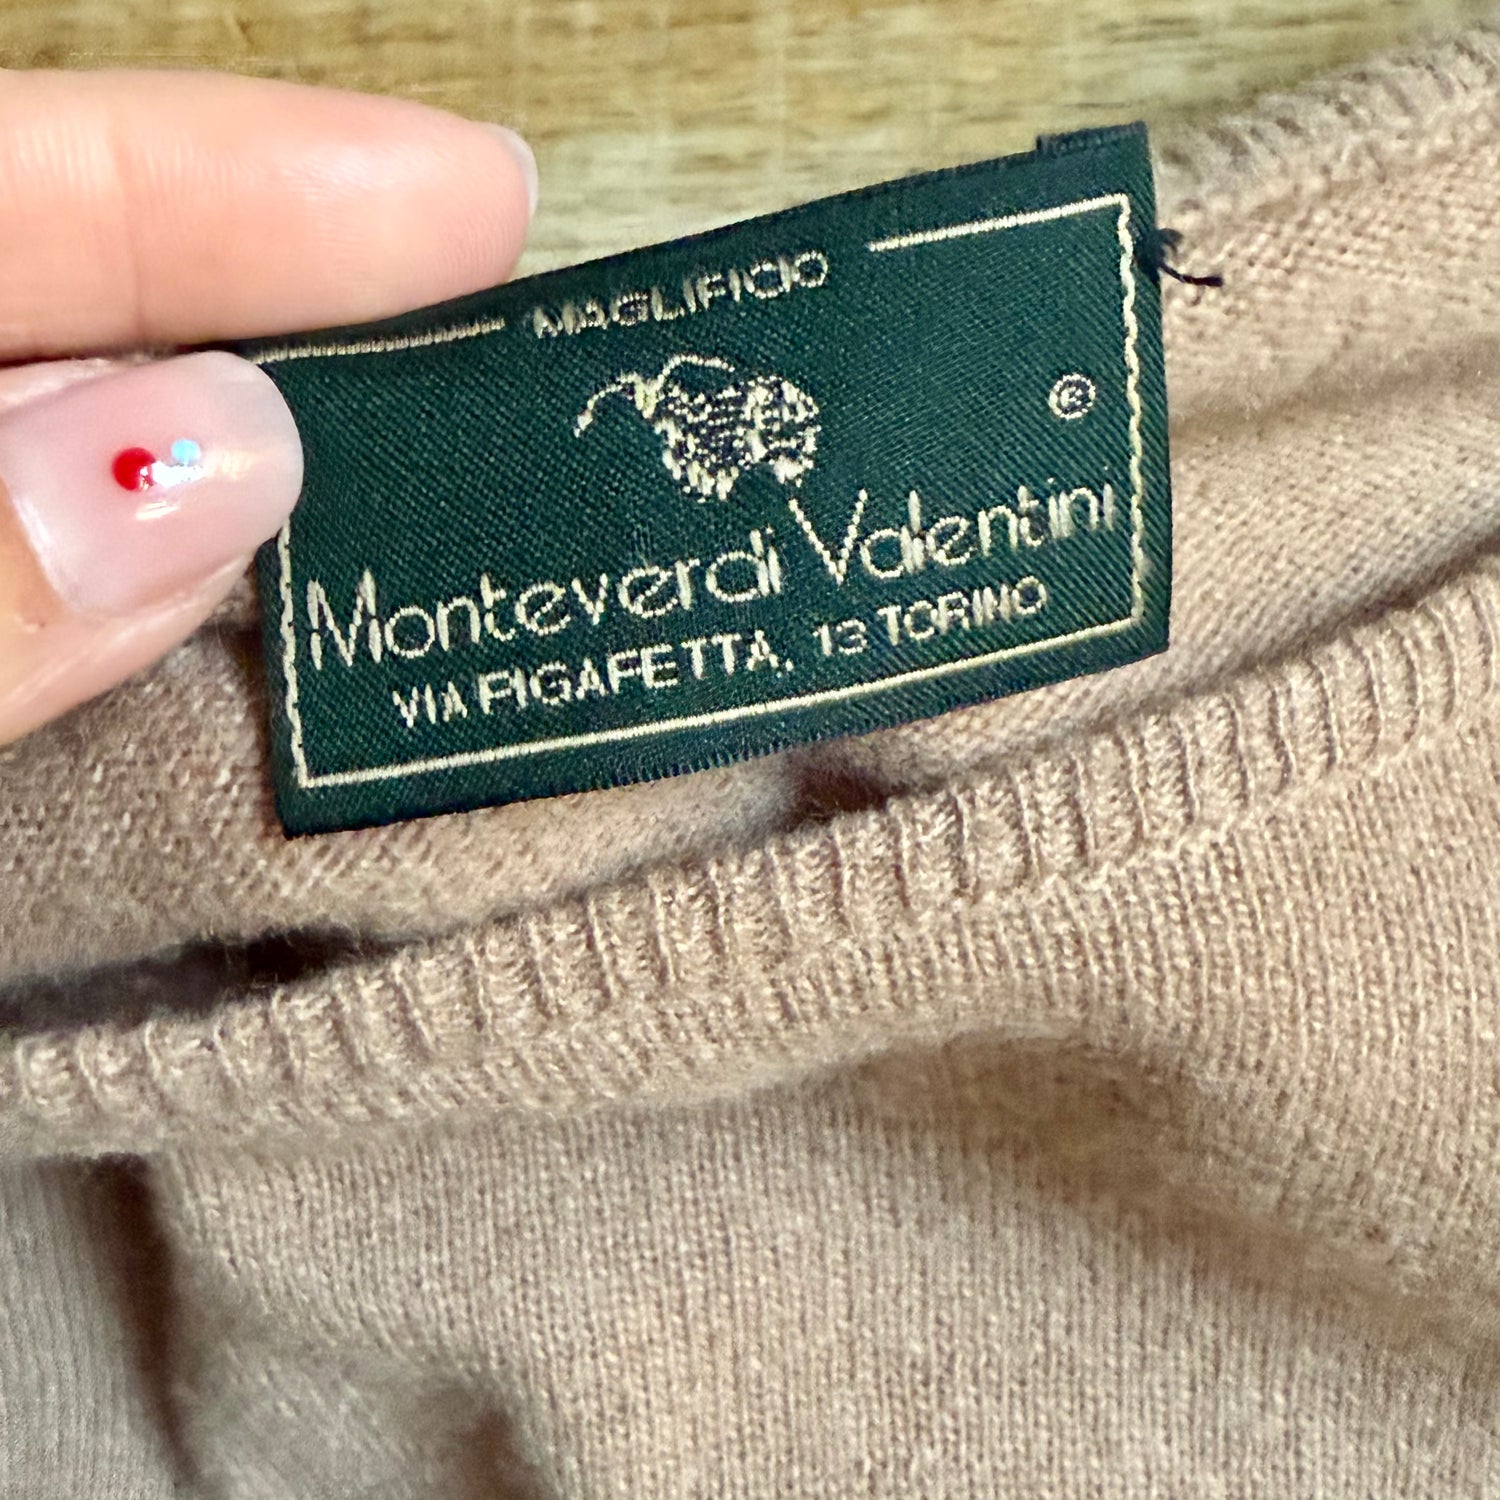 MAGLIFICIO
®
Monteverdi Valentini
VIA PIGAFETTA, 13 TORINO